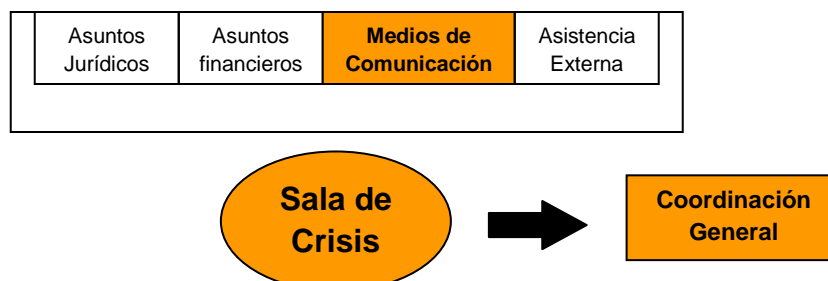 Asuntos
Jurídicos
Asuntos
financieros
Medios de
Comunicación
Asistencia
Externa
Sala de
Crisis
Coordinación
General